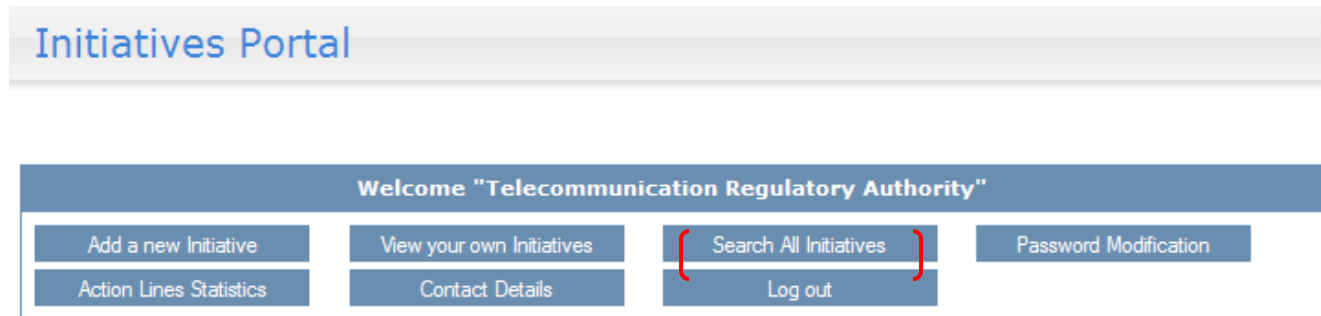 Initiatives Portal
Welcome "Telecommunication Regulatory Authority"
Add a new Initiative View your own Initiatives Search All Initiatives Password Modification
Action Lines Statistics Contact Details Log out